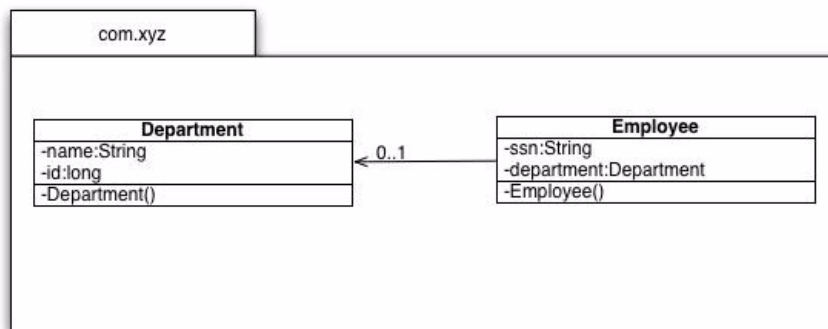 com.xyz
Department
-name:String
-id:long
-Department()
0..1
Employee
-ssn:String
-department:Department
-Employee()